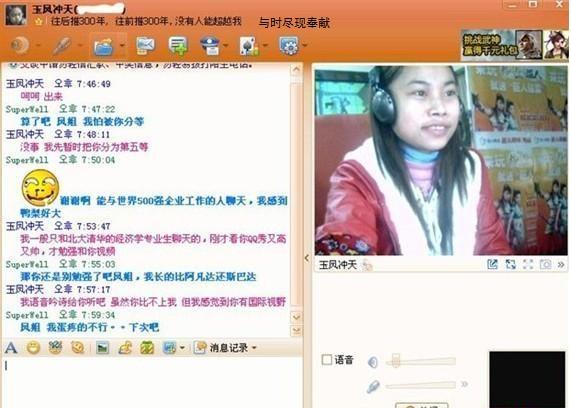 玉凤冲天(
往后推300年，往前推300年，没有人能超越我
与时尽现奉献
挑战武神
赢得千元礼包
玉凤冲天 오후 7:46:49
呵呵 出来
SuperWell 오후 7:47:22
算了吧 凤姐 我怕被你分等
玉凤冲天 오후 7:48:11
没事 我先暂时把你分为第五等
SuperWell 오후 7:50:04
谢谢啊 能与世界500强企业工作的人聊天，我感到
鸭梨好大
玉凤冲天 오후 7:53:47
我一般只和北大清华的经济学专业生聊天的，刚才看你QQ秀又高
又帅，才勉强和你视频
SuperWell 오후 7:55:03
那你还是别勉强了吧凤姐，我长的比阿凡达还斯巴达
玉凤冲天 오후 7:57:17
我语音吟诗给你听吧 虽然你比不上我 但我感觉到你有国际视野
SuperWell 오후 7:59:34
凤姐 我蛋疼的不行。。下次吧
消息记录
玉凤冲天
语音